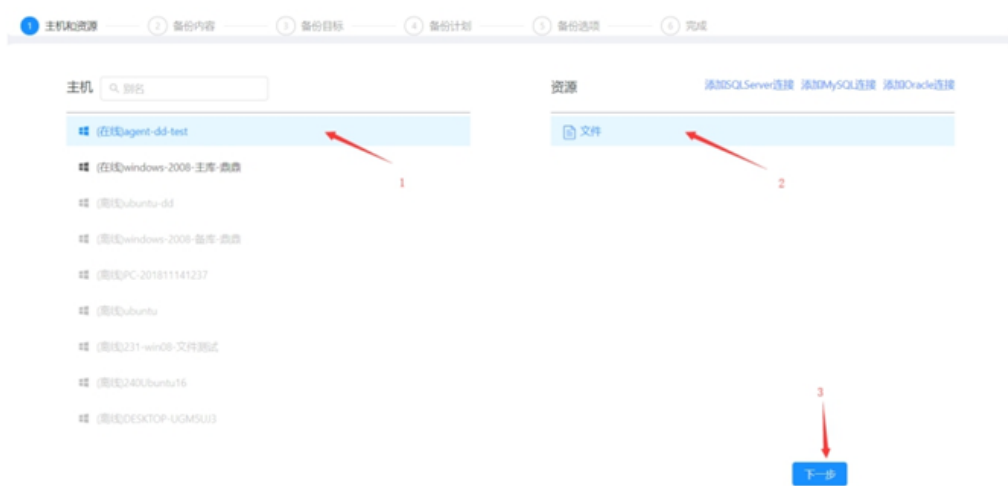 1 主机和资源 2 备份内容 3 备份目标 4 备份计划 5 备份选项 6 完成
主机 别名
资源 添加SQLServer连接 添加MySQL连接 添加Oracle连接
(在线)agent-dd-test
文件
(在线)windows-2008-主库-鼎鼎
1
2
(离线)ubuntu-dd
(离线)windows-2008-备库-鼎鼎
(离线)PC-201811141237
(离线)ubuntu
(离线)231-win08-文件测试
(离线)240Ubuntu16
3
(离线)DESKTOP-UGM5UJ3
下一步